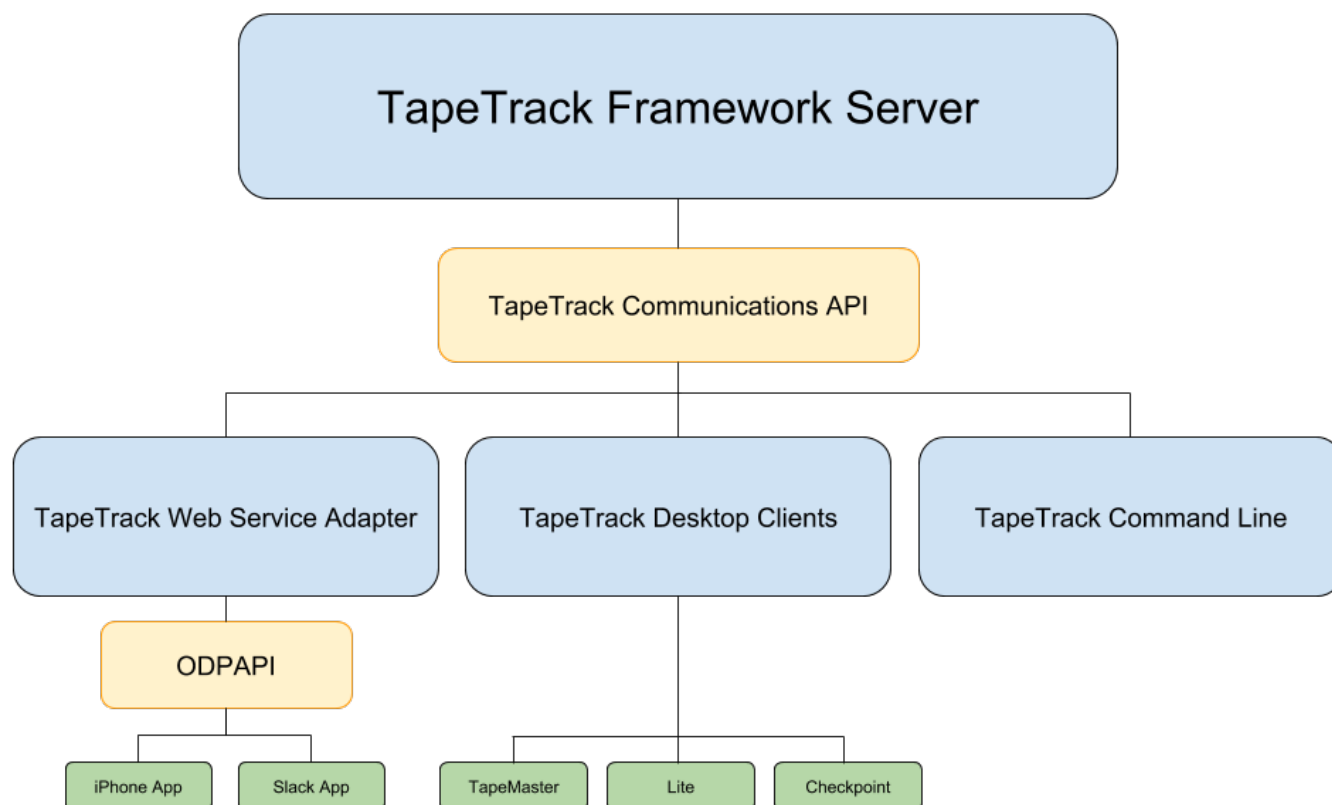 TapeTrack Framework Server
TapeTrack Communications API
TapeTrack Web Service Adapter
TapeTrack Desktop Clients
TapeTrack Command Line
ODPAPI
iPhone App
Slack App
TapeMaster
Lite
Checkpoint